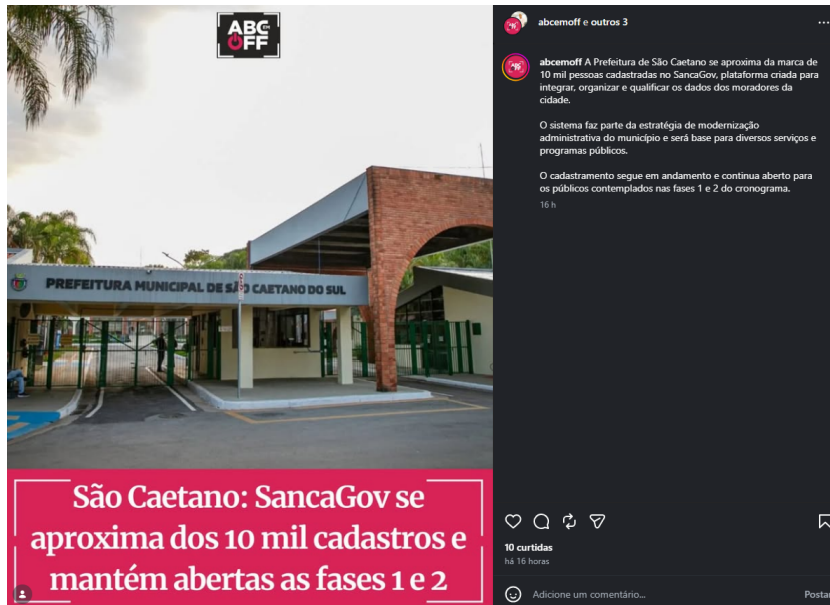 ABC
EM
OFF
PREFEITURA MUNICIPAL DE SÃO CAETANO DO SUL
São Caetano: SancaGov se
aproxima dos 10 mil cadastros e
mantém abertas as fases 1 e 2
abcemoff e outros 3
abcemoff A Prefeitura de São Caetano se aproxima da marca de
10 mil pessoas cadastradas no SancaGov, plataforma criada para
integrar, organizar e qualificar os dados dos moradores da
cidade.
O sistema faz parte da estratégia de modernização
administrativa do município e será base para diversos serviços e
programas públicos.
O cadastramento segue em andamento e continua aberto para
os públicos contemplados nas fases 1 e 2 do cronograma.
16 h
10 curtidas
há 16 horas
Adicione um comentário...
Postar